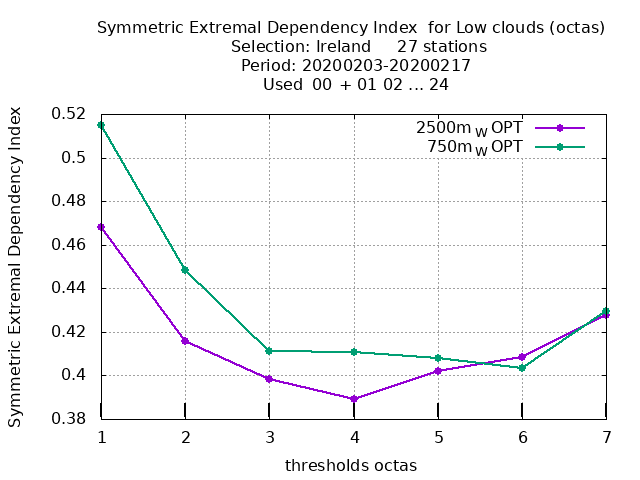 Symmetric Extremal Dependency Index for Low clouds (octas)
Selection: Ireland 27 stations
Period: 20200203-20200217
Used 00 + 01 02 ... 24
Symmetric Extremal Dependency Index
0.52
0.5
0.48
0.46
0.44
0.42
0.4
0.38
2500m W OPT
750m W OPT
1 2 3 4 5 6 7
thresholds octas